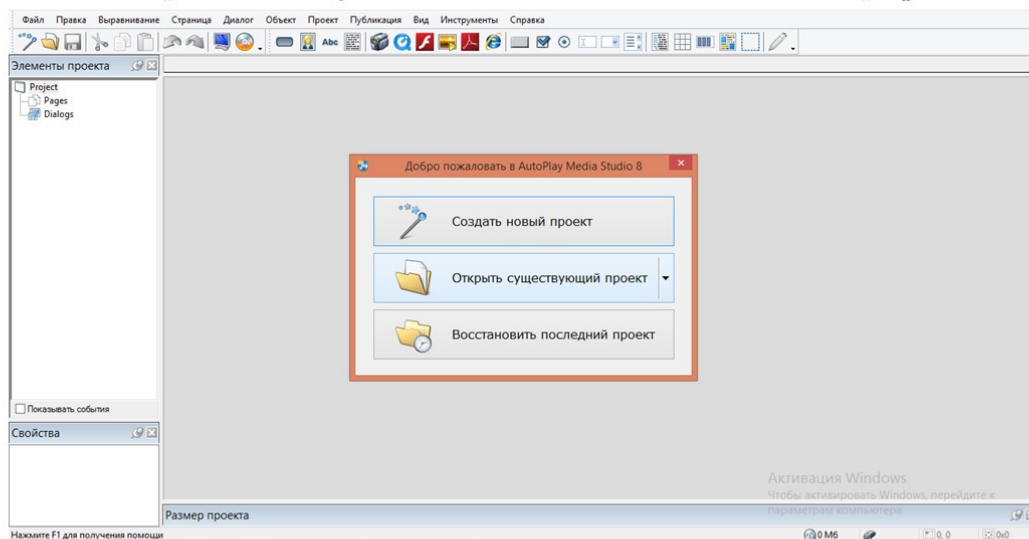 Файл Правка Выравнивание Страница Диалог Объект Проект Публикация Вид Инструменты Справка
Abc
Элементы проекта
Project
Pages
Dialogs
Добро пожаловать в AutoPlay Media Studio 8
Создать новый проект
Открыть существующий проект
Восстановить последний проект
Показывать события
Свойства
Активация Windows
Чтобы активировать Windows, перейдите к
параметрам компьютера.
Размер проекта
Нажмите F1 для получения помощи
0 Мб
0, 0
0x0